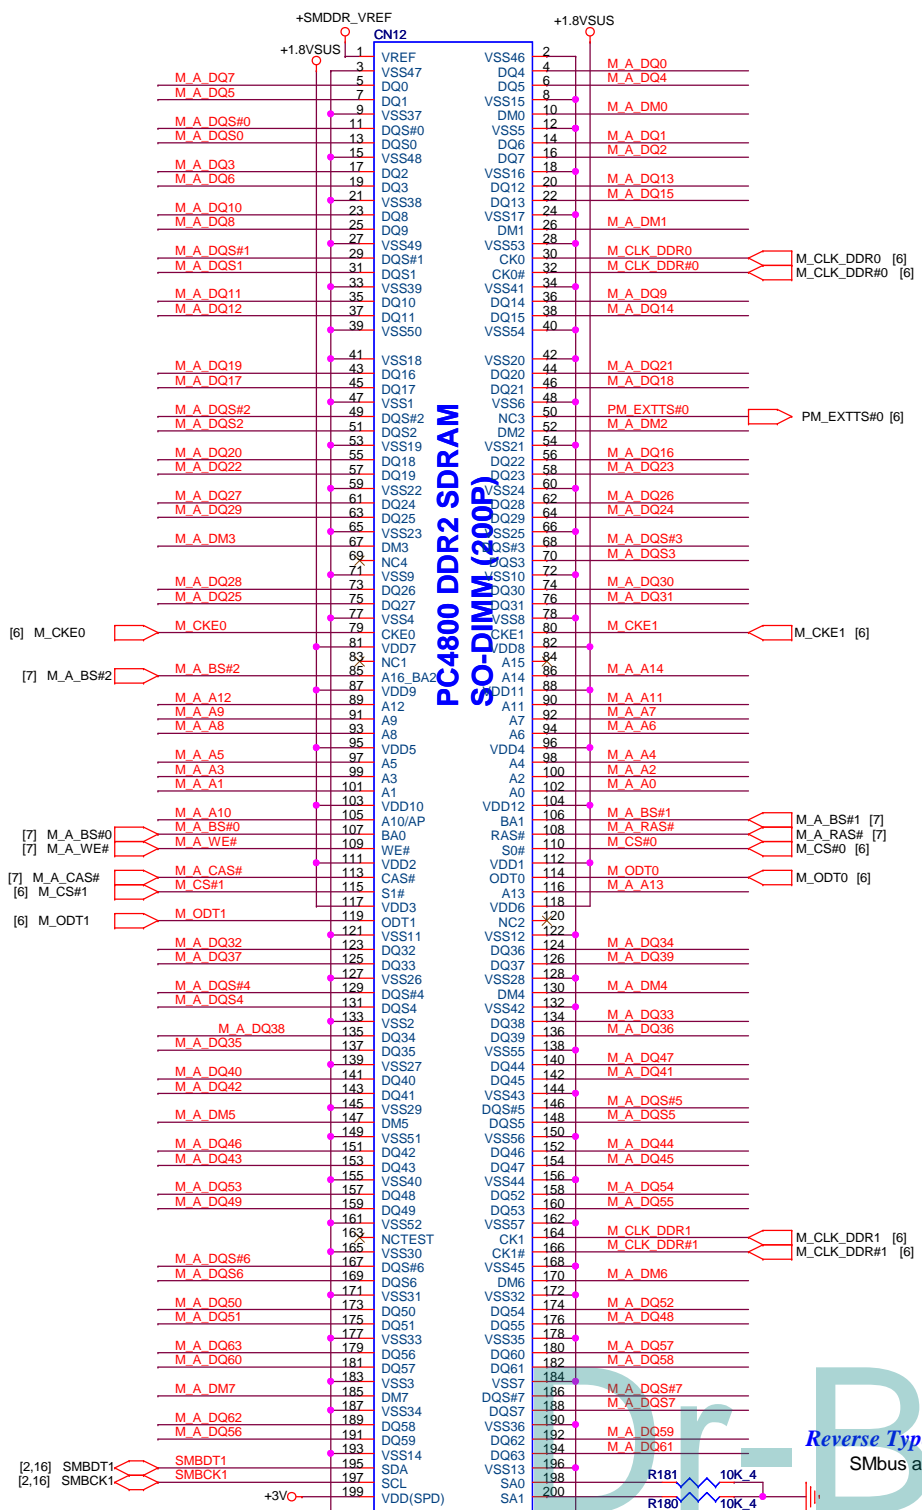 +SMDDR_VREF
+1.8VSUS
+1.8VSUS
CN12
1 VREF VSS46 2
3 VSS47 DQ4 4 M_A_DQ0
M_A_DQ7 5 DQ0 DQ5 6 M_A_DQ4
M_A_DQ5 7 DQ1 VSS15 8
9 VSS37 DM0 10 M_A_DM0
M_A_DQS#0 11 DQS#0 VSS5 12
M_A_DQS0 13 DQS0 DQ6 14 M_A_DQ1
15 VSS48 DQ7 16 M_A_DQ2
M_A_DQ3 17 DQ2 VSS16 18
M_A_DQ6 19 DQ3 DQ12 20 M_A_DQ13
21 VSS38 DQ13 22 M_A_DQ15
M_A_DQ10 23 DQ8 VSS17 24
M_A_DQ8 25 DQ9 DM1 26 M_A_DM1
27 VSS49 VSS53 28
M_A_DQS#1 29 DQS#1 CK0 30 M_CLK_DDR0 M_CLK_DDR0 [6]
M_A_DQS1 31 DQS1 CK0# 32 M_CLK_DDR#0 M_CLK_DDR#0 [6]
33 VSS39 VSS41 34
M_A_DQ11 35 DQ10 DQ14 36 M_A_DQ9
M_A_DQ12 37 DQ11 DQ15 38 M_A_DQ14
39 VSS50 VSS54 40
41 VSS18 VSS20 42
M_A_DQ19 43 DQ16 DQ20 44 M_A_DQ21
M_A_DQ17 45 DQ17 DQ21 46 M_A_DQ18
47 VSS1 VSS6 48
M_A_DQS#2 49 DQS#2 NC3 50 PM_EXTTS#0 PM_EXTTS#0 [6]
M_A_DQS2 51 DQS2 DM2 52 M_A_DM2
53 VSS19 VSS21 54
M_A_DQ20 55 DQ18 DQ22 56 M_A_DQ16
M_A_DQ22 57 DQ19 DQ23 58 M_A_DQ23
59 VSS22 VSS24 60
M_A_DQ27 61 DQ24 DQ28 62 M_A_DQ26
M_A_DQ29 63 DQ25 DQ29 64 M_A_DQ24
65 VSS23 VSS25 66
M_A_DM3 67 DM3 DQS#3 68 M_A_DQS#3
69 NC4 DQS3 70 M_A_DQS3
71 VSS9 VSS10 72
M_A_DQ28 73 DQ26 DQ30 74 M_A_DQ30
M_A_DQ25 75 DQ27 DQ31 76 M_A_DQ31
77 VSS4 VSS8 78
[6] M_CKE0 M_CKE0 79 CKE0 CKE1 80 M_CKE1 M_CKE1 [6]
81 VDD7 VDD8 82
83 NC1 A15 84
[7] M_A_BS#2 M_A_BS#2 85 A16_BA2 A14 86 M_A_A14
87 VDD9 VDD11 88
M_A_A12 89 A12 A11 90 M_A_A11
M_A_A9 91 A9 A7 92 M_A_A7
M_A_A8 93 A8 A6 94 M_A_A6
95 VDD5 VDD4 96
M_A_A5 97 A5 A4 98 M_A_A4
M_A_A3 99 A3 A2 100 M_A_A2
M_A_A1 101 A1 A0 102 M_A_A0
103 VDD10 VDD12 104
M_A_A10 105 A10/AP BA1 106 M_A_BS#1 M_A_BS#1 [7]
[7] M_A_BS#0 M_A_BS#0 107 BA0 RAS# 108 M_A_RAS# M_A_RAS# [7]
[7] M_A_WE# M_A_WE# 109 WE# S0# 110 M_CS#0 M_CS#0 [6]
111 VDD2 VDD1 112
[7] M_A_CAS# M_A_CAS# 113 CAS# ODT0 114 M_ODT0 M_ODT0 [6]
[6] M_CS#1 M_CS#1 115 S1# A13 116 M_A_A13
117 VDD3 VDD6 118
[6] M_ODT1 M_ODT1 119 ODT1 NC2 120
121 VSS11 VSS12 122
M_A_DQ32 123 DQ32 DQ36 124 M_A_DQ34
M_A_DQ37 125 DQ33 DQ37 126 M_A_DQ39
127 VSS26 VSS28 128
M_A_DQS#4 129 DQS#4 DM4 130 M_A_DM4
M_A_DQS4 131 DQS4 VSS42 132
133 VSS2 DQ38 134 M_A_DQ33
M_A_DQ38 135 DQ34 DQ39 136 M_A_DQ36
M_A_DQ35 137 DQ35 VSS55 138
139 VSS27 DQ44 140 M_A_DQ47
M_A_DQ40 141 DQ40 DQ45 142 M_A_DQ41
M_A_DQ42 143 DQ41 VSS43 144
145 VSS29 DQS#5 146 M_A_DQS#5
M_A_DM5 147 DM5 DQS5 148 M_A_DQS5
149 VSS51 VSS56 150
M_A_DQ46 151 DQ42 DQ46 152 M_A_DQ44
M_A_DQ43 153 DQ43 DQ47 154 M_A_DQ45
155 VSS40 VSS44 156
M_A_DQ53 157 DQ48 DQ52 158 M_A_DQ54
M_A_DQ49 159 DQ49 DQ53 160 M_A_DQ55
161 VSS52 VSS57 162
163 NCTEST CK1 164 M_CLK_DDR1 M_CLK_DDR1 [6]
165 VSS30 CK1# 166 M_CLK_DDR#1 M_CLK_DDR#1 [6]
M_A_DQS#6 167 DQS#6 VSS45 168
M_A_DQS6 169 DQS6 DM6 170 M_A_DM6
171 VSS31 VSS32 172
M_A_DQ50 173 DQ50 DQ54 174 M_A_DQ52
M_A_DQ51 175 DQ51 DQ55 176 M_A_DQ48
177 VSS33 VSS35 178
M_A_DQ63 179 DQ56 DQ60 180 M_A_DQ57
M_A_DQ60 181 DQ57 DQ61 182 M_A_DQ58
183 VSS3 VSS7 184
M_A_DM7 185 DM7 DQS#7 186 M_A_DQS#7
187 VSS34 DQS7 188 M_A_DQS7
M_A_DQ62 189 DQ58 VSS36 190
M_A_DQ56 191 DQ59 DQ62 192 M_A_DQ59
193 VSS14 DQ63 194 M_A_DQ61
[2,16] SMBDT1 SMBDT1 195 SDA VSS13 196
[2,16] SMBCK1 SMBCK1 197 SCL SA0 198 R181 10K_4
+3V 199 VDD(SPD) SA1 200 R180 10K_4
PC4800 DDR2 SDRAM
SO-DIMM (200P)
Dr-B
Reverse Typ
SMbus a